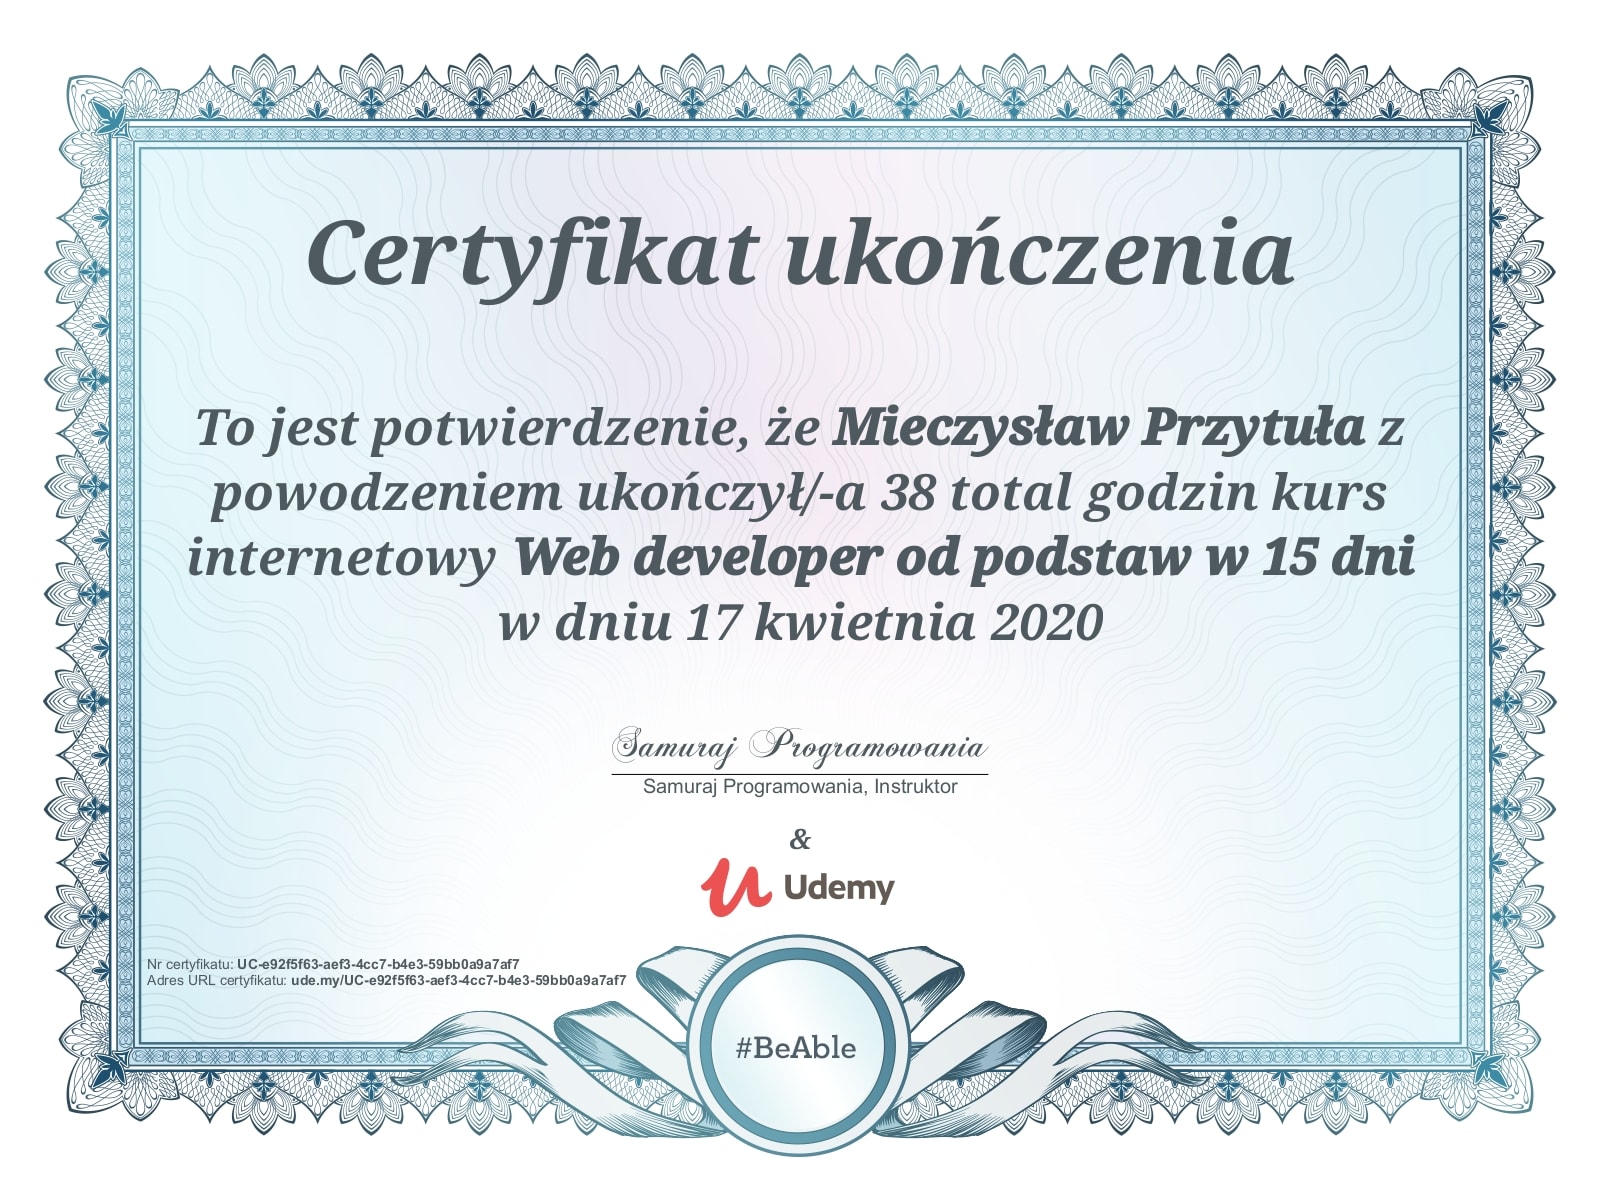 Certyfikat ukończenia
To jest potwierdzenie, że Mieczysław Przytuła z
powodzeniem ukończył/-a 38 total godzin kurs
internetowy Web developer od podstaw w 15 dni
w dniu 17 kwietnia 2020
Samuraj Programowania
Samuraj Programowania, Instruktor
&
Udemy
Nr certyfikatu: UC-e92f5f63-aef3-4cc7-b4e3-59bb0a9a7af7
Adres URL certyfikatu: ude.my/UC-e92f5f63-aef3-4cc7-b4e3-59bb0a9a7af7
#BeAble